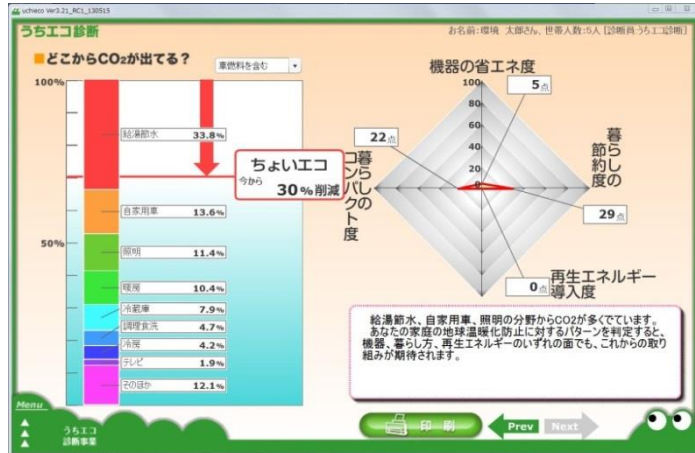 uchieco Ver3.21_RC1_130515
うちエコ診断
お名前:環境 太郎さん、世帯人数:5人 [診断員:うちエコ診断]
どこからCO2が出てる？
車燃料を含む
100%
50%
給湯節水 33.8%
自家用車 13.6%
照明 11.4%
暖房 10.4%
冷蔵庫 7.9%
調理食洗 4.7%
冷房 4.2%
テレビ 1.9%
そのほか 12.1%
ちょいエコ
今から 30%削減
機器の省エネ度
5点
100
80
60
40
20
0
22点
暮らしの
コンパクト度
暮らしの
節約度の
29点
再生エネルギー
導入度
0点
給湯節水、自家用車、照明の分野からCO2が多くでています。
あなたの家庭の地球温暖化防止に対するパターンを判定すると、
機器、暮らし方、再生エネルギーのいずれの面でも、これからの取り
組みが期待されます。
Menu
うちエコ
診断事業
印刷
Prev
Next